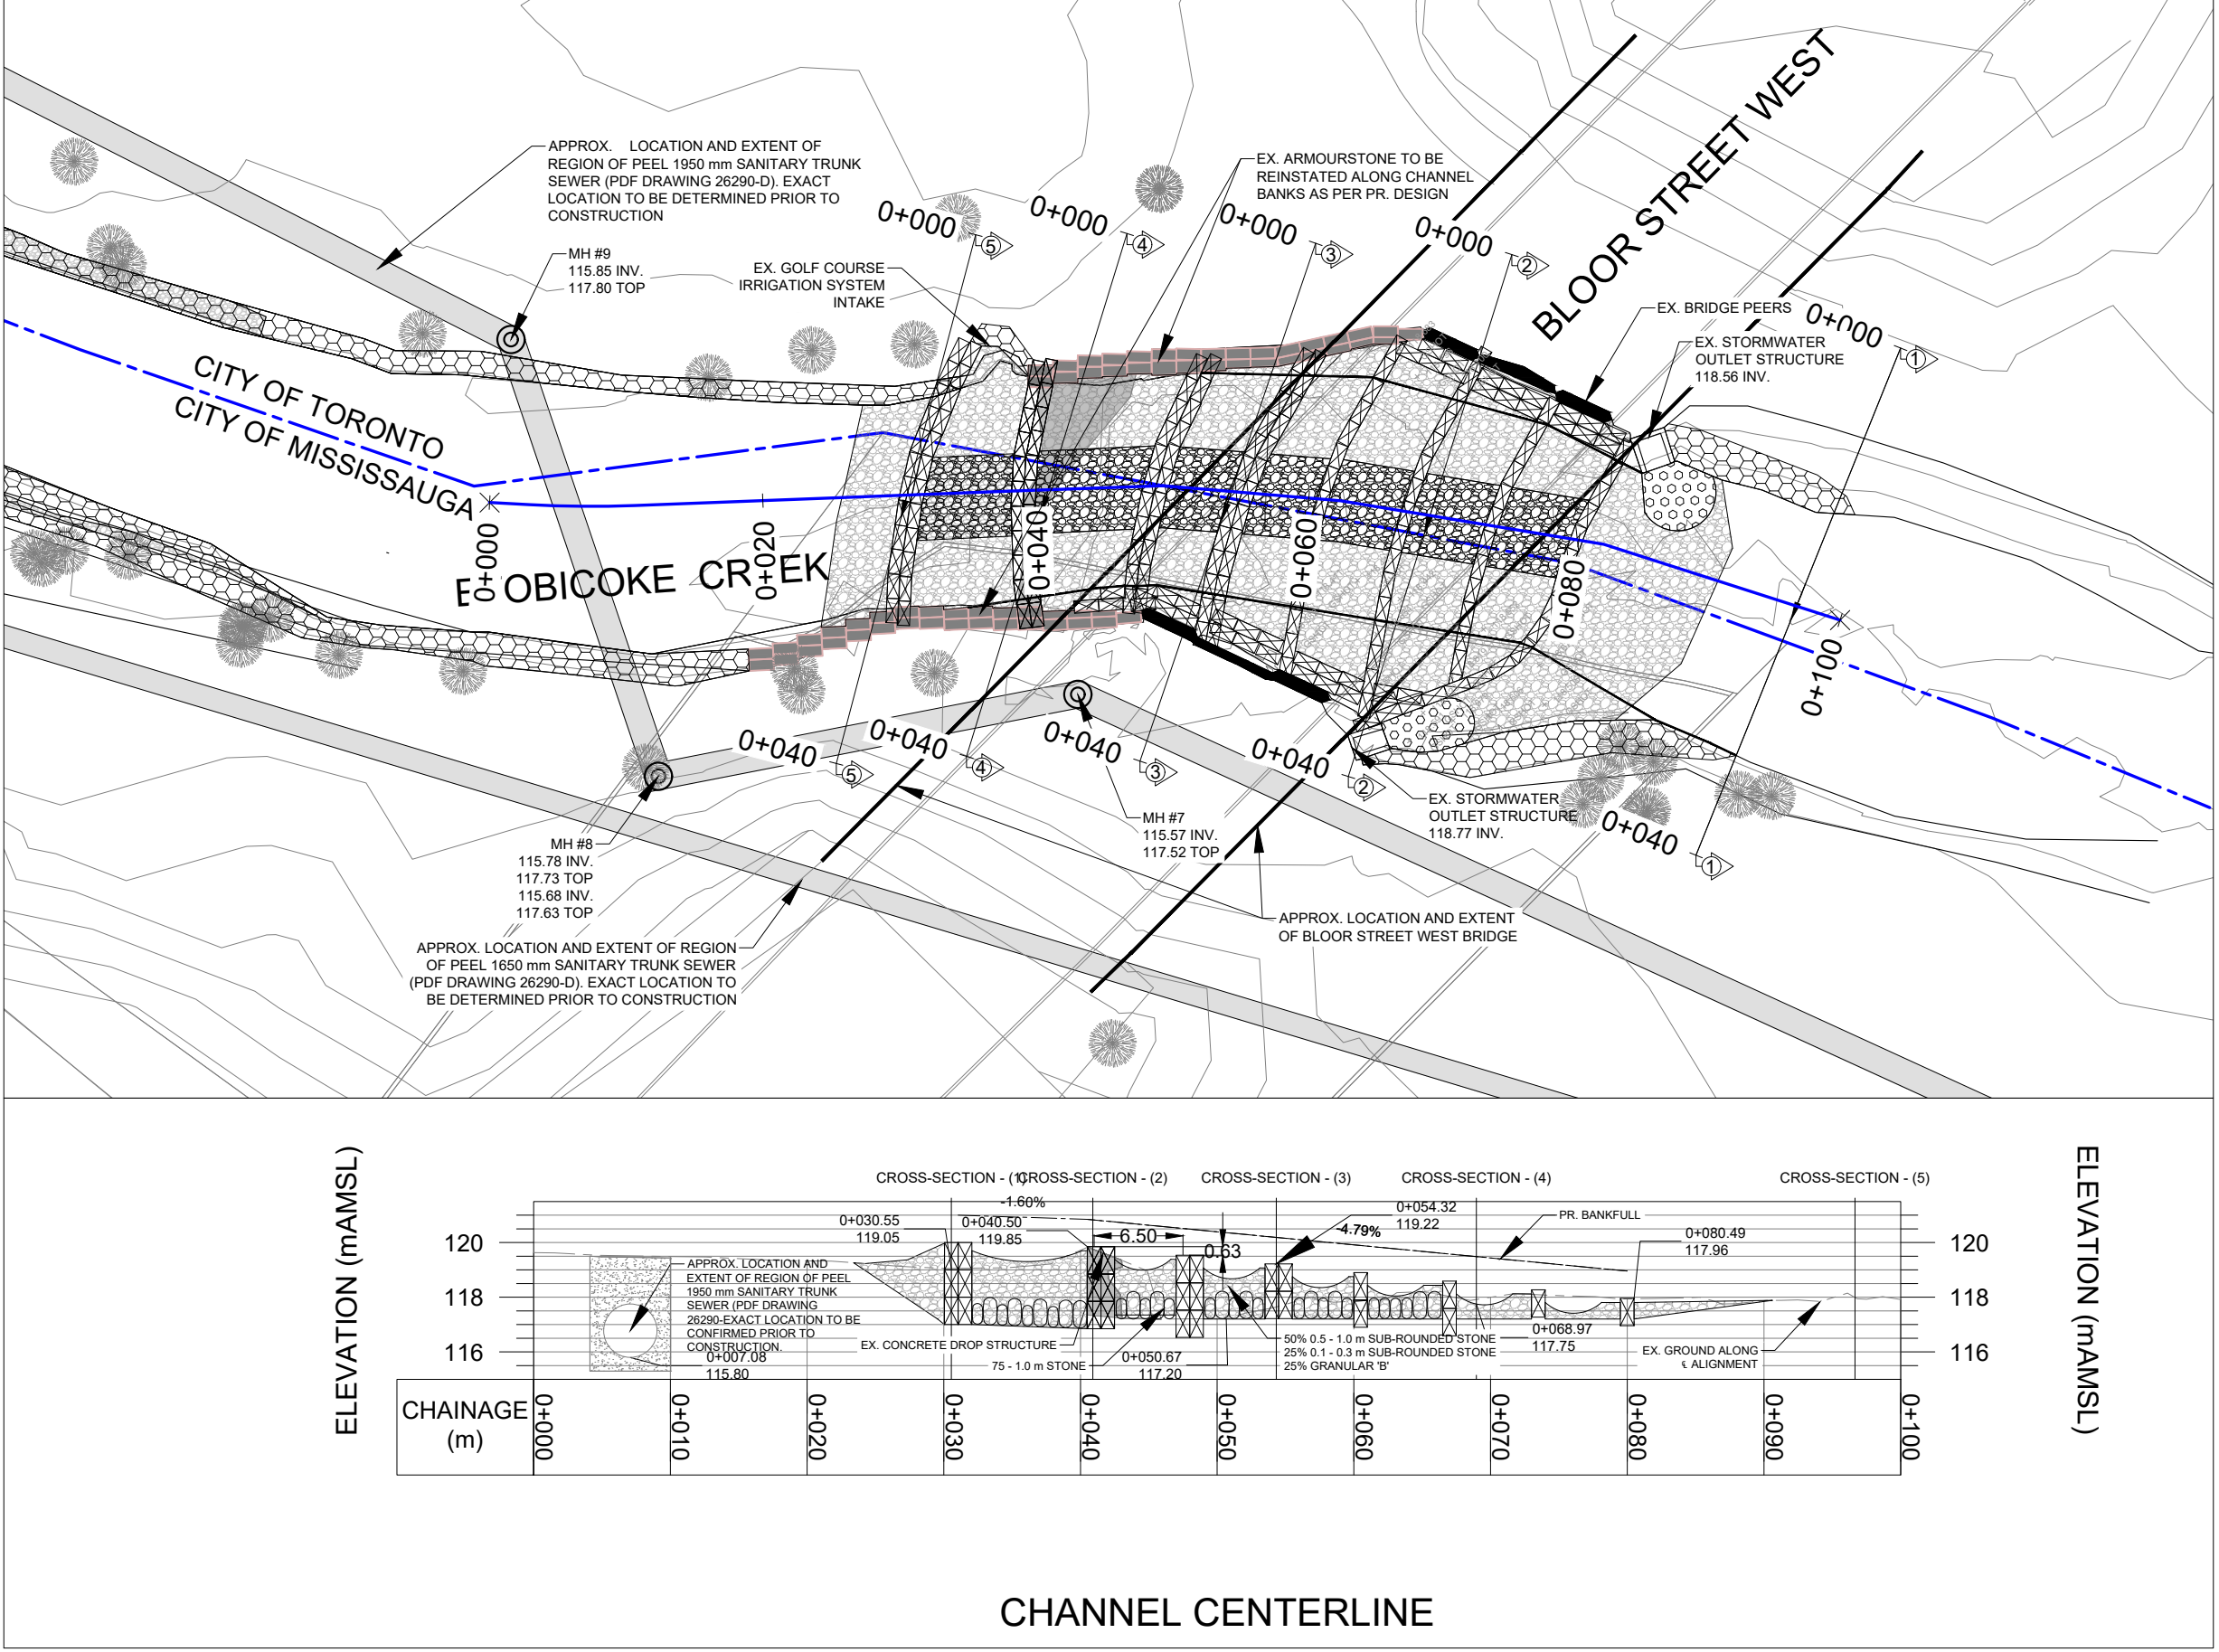 APPROX. LOCATION AND EXTENT OF
REGION OF PEEL 1950 mm SANITARY TRUNK
SEWER (PDF DRAWING 26290-D). EXACT
LOCATION TO BE DETERMINED PRIOR TO
CONSTRUCTION
MH #9
115.85 INV.
117.80 TOP
EX. GOLF COURSE
IRRIGATION SYSTEM
INTAKE
EX. ARMOURSTONE TO BE
REINSTATED ALONG CHANNEL
BANKS AS PER PR. DESIGN
0+000
5
0+000
4
0+000
3
0+000
2
0+000
1
BLOOR STREET WEST
EX. BRIDGE PEERS
EX. STORMWATER
OUTLET STRUCTURE
118.56 INV.
CITY OF TORONTO
CITY OF MISSISSAUGA
0+000
0+020
0+040
0+060
0+080
0+100
OBICOKE CR EK
0+040
5
0+040
4
0+040
3
0+040
2
0+040
1
EX. STORMWATER
OUTLET STRUCTURE
118.77 INV.
MH #7
115.57 INV.
117.52 TOP
MH #8
115.78 INV.
117.73 TOP
115.68 INV.
117.63 TOP
APPROX. LOCATION AND EXTENT
OF BLOOR STREET WEST BRIDGE
APPROX. LOCATION AND EXTENT OF REGION
OF PEEL 1650 mm SANITARY TRUNK SEWER
(PDF DRAWING 26290-D). EXACT LOCATION TO
BE DETERMINED PRIOR TO CONSTRUCTION
ELEVATION (mAMSL)
ELEVATION (mAMSL)
CROSS-SECTION - (1)
CROSS-SECTION - (2)
CROSS-SECTION - (3)
CROSS-SECTION - (4)
CROSS-SECTION - (5)
-1.60%
0+030.55
119.05
0+040.50
119.85
6.50
0.63
0+054.32
119.22
-4.79%
PR. BANKFULL
0+080.49
117.96
120
118
116
120
118
116
APPROX. LOCATION AND
EXTENT OF REGION OF PEEL
1950 mm SANITARY TRUNK
SEWER (PDF DRAWING
26290-EXACT LOCATION TO BE
CONFIRMED PRIOR TO
CONSTRUCTION.
0+007.08
115.80
EX. CONCRETE DROP STRUCTURE
75 - 1.0 m STONE
0+050.67
117.20
50% 0.5 - 1.0 m SUB-ROUNDED STONE
25% 0.1 - 0.3 m SUB-ROUNDED STONE
25% GRANULAR 'B'
0+068.97
117.75
EX. GROUND ALONG
℄ ALIGNMENT
CHAINAGE
(m)
0+000
0+010
0+020
0+030
0+040
0+050
0+060
0+070
0+080
0+090
0+100
CHANNEL CENTERLINE